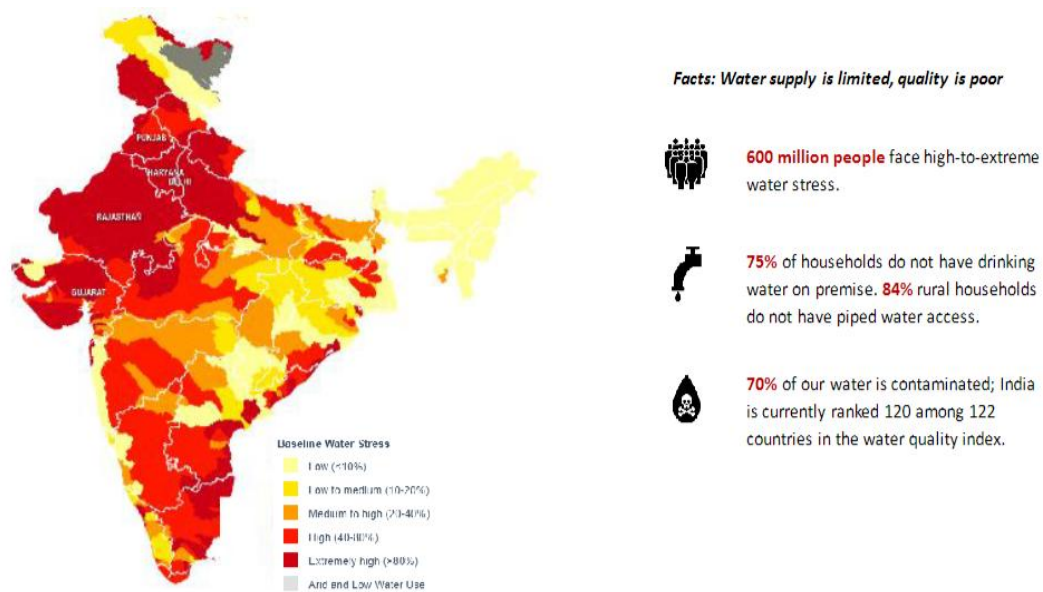 Facts: Water supply is limited, quality is poor
600 million people face high-to-extreme
water stress.
75% of households do not have drinking
water on premise. 84% rural households
do not have piped water access.
70% of our water is contaminated; India
is currently ranked 120 among 122
countries in the water quality index.
PUNJAB
HARYANA
DELHI
RAJASTHAN
GUJARAT
Baseline Water Stress
Low (<10%)
Low to medium (10-20%)
Medium to high (20-40%)
High (40-80%)
Extremely high (>80%)
Arid and Low Water Use